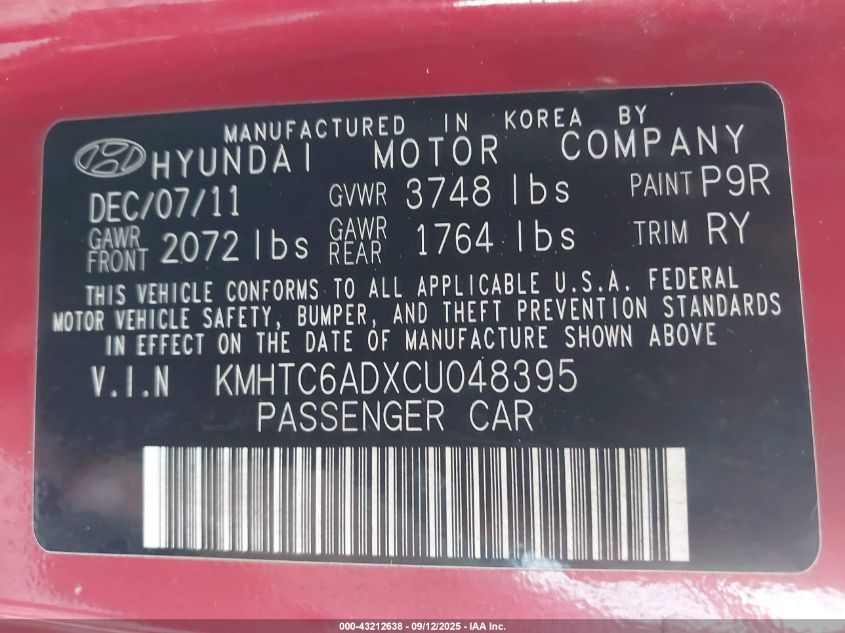 MANUFACTURED IN KOREA BY
HYUNDAI MOTOR COMPANY
DEC/07/11 GVWR 3748 lbs PAINT P9R
GAWR FRONT 2072 lbs GAWR REAR 1764 lbs TRIM RY
THIS VEHICLE CONFORMS TO ALL APPLICABLE U.S.A. FEDERAL
MOTOR VEHICLE SAFETY, BUMPER, AND THEFT PREVENTION STANDARDS
IN EFFECT ON THE DATE OF MANUFACTURE SHOWN ABOVE
V.I.N KMHTC6ADXCU048395
PASSENGER CAR
000-43212638 - 09/12/2025 - IAA Inc.